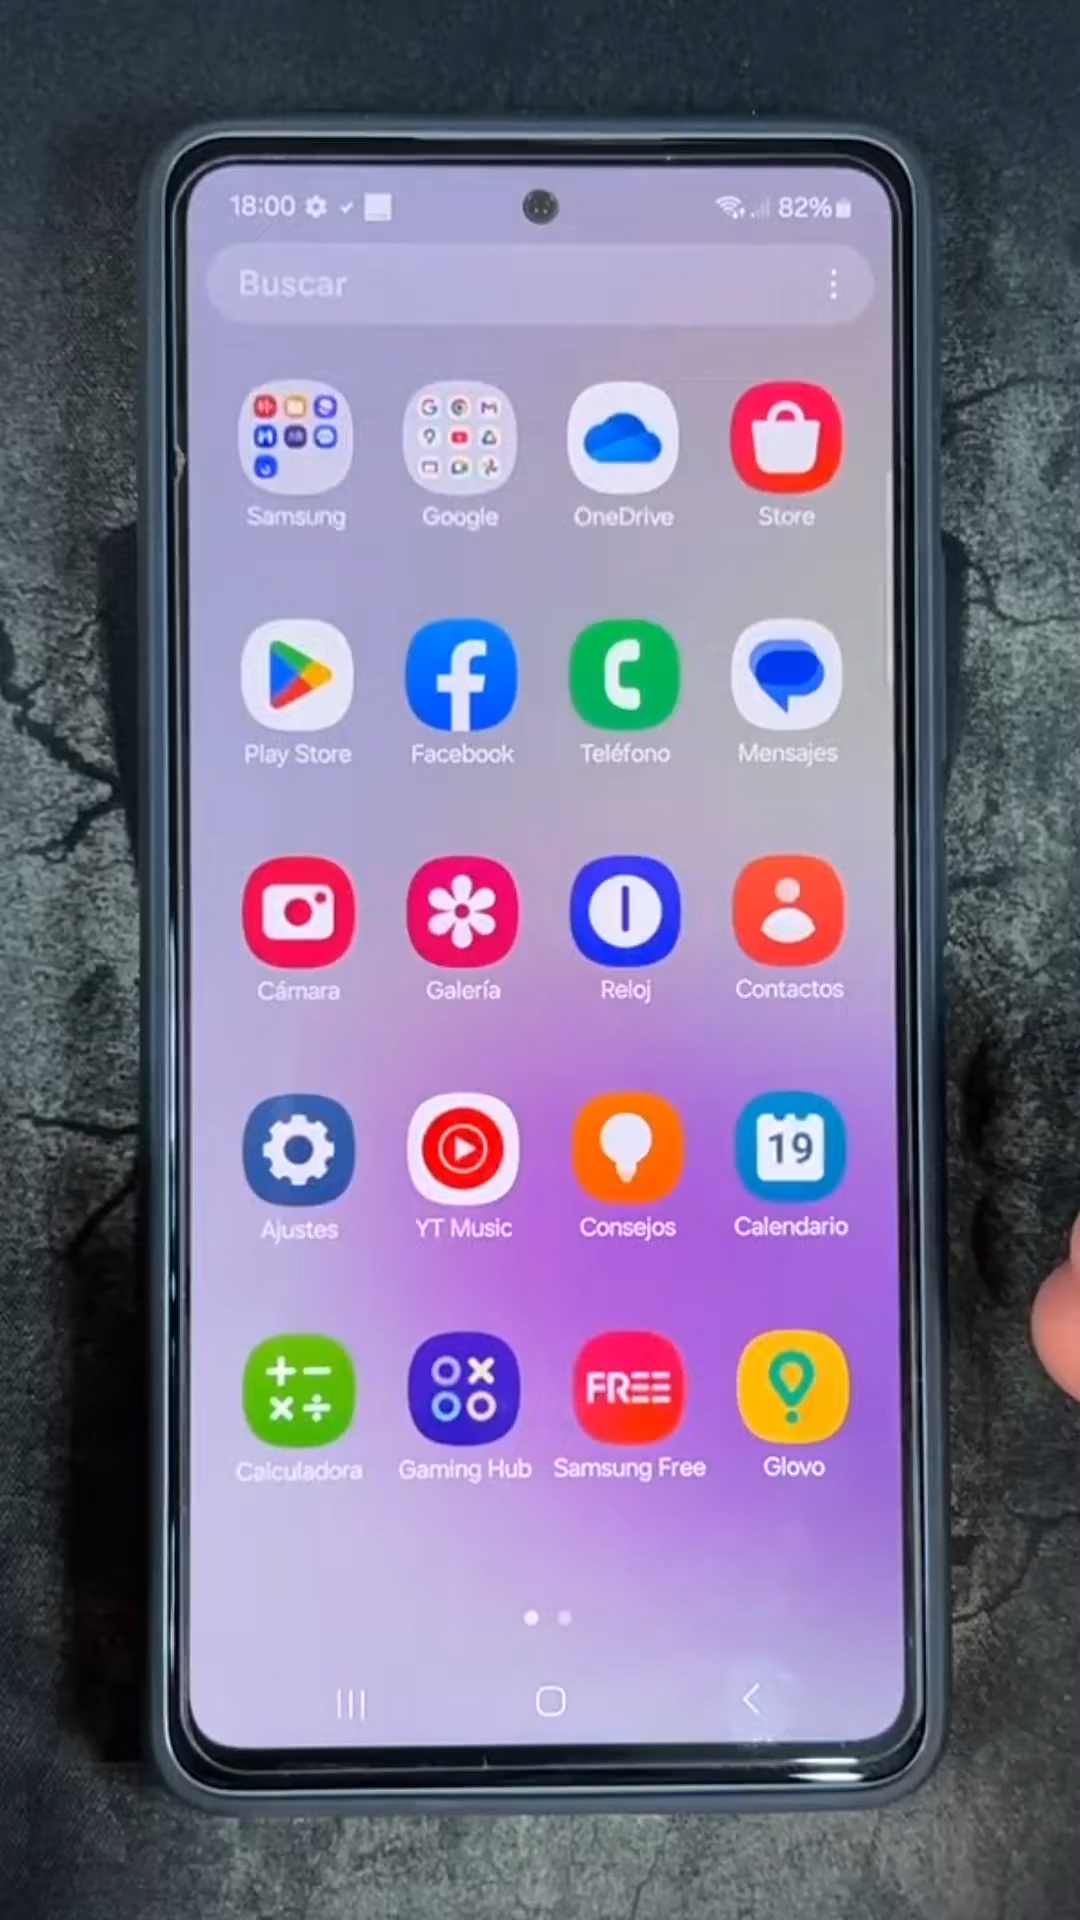 18:00 82%
Buscar
Samsung Google OneDrive Store
Play Store Facebook Teléfono Mensajes
Cámara Galería Reloj Contactos
19
Ajustes YT Music Consejos Calendario
FREE
Calculadora Gaming Hub Samsung Free Glovo